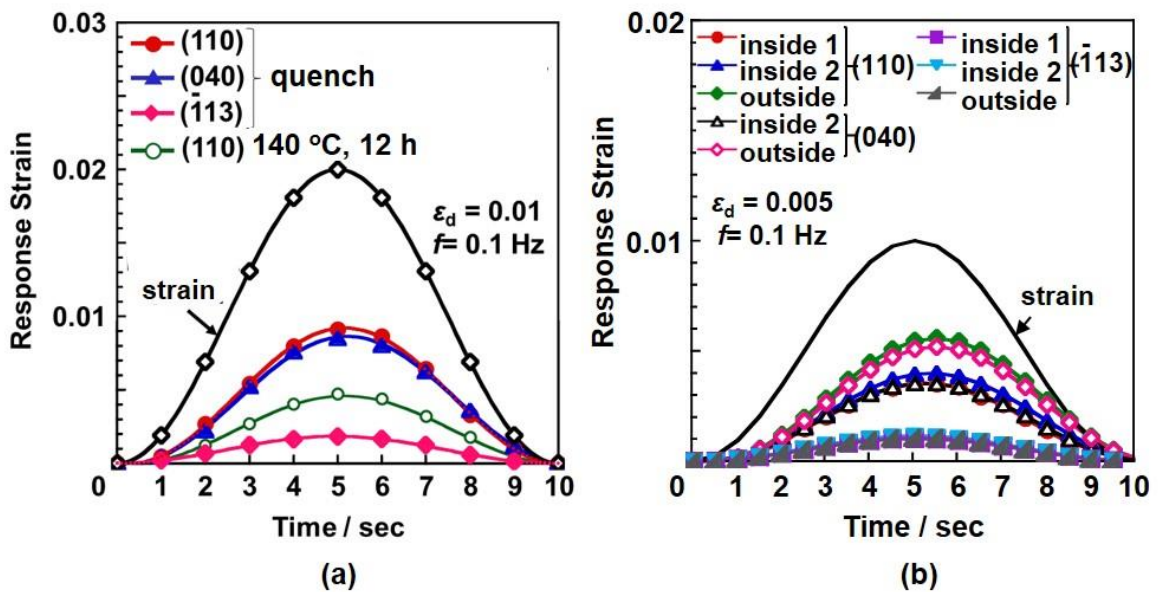 0.03
0.02
0.01
0
Response Strain
(110)
(040)
(1̄13)
quench
(110) 140 °C, 12 h
εd = 0.01
f= 0.1 Hz
strain
0 1 2 3 4 5 6 7 8 9 10
Time / sec
(a)
0.02
0.01
0
Response Strain
inside 1
inside 2
outside
(110)
inside 2
outside
(040)
inside 1
inside 2
outside
(1̄13)
εd = 0.005
f= 0.1 Hz
strain
0 1 2 3 4 5 6 7 8 9 10
Time / sec
(b)